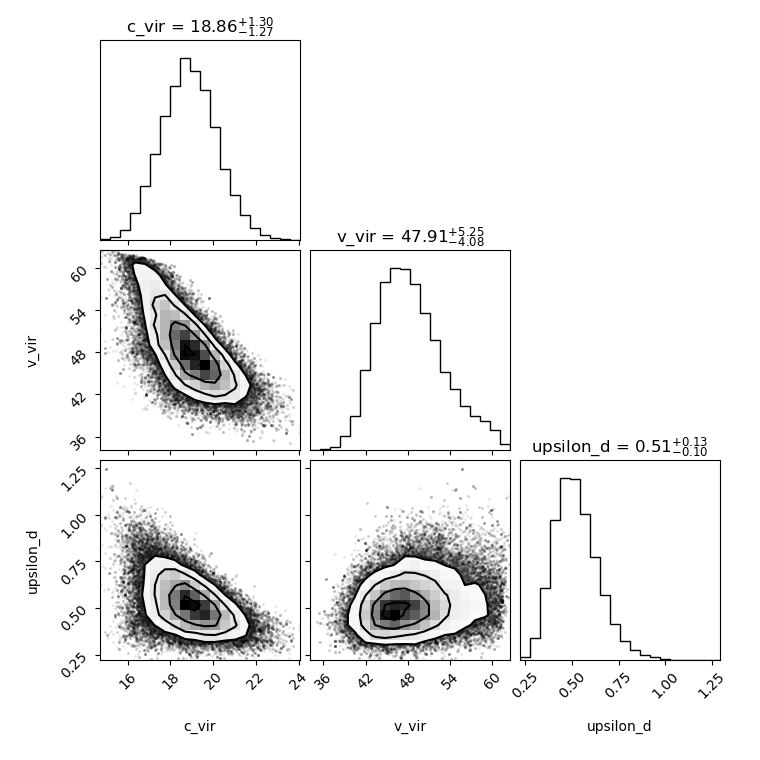 c_vir = 18.86+1.30−1.27
v_vir = 47.91+5.25−4.08
v_vir
60
54
48
42
36
upsilon_d = 0.51+0.13−0.10
upsilon_d
1.25
1.00
0.75
0.50
0.25
16 18 20 22 24
36 42 48 54 60
0.25 0.50 0.75 1.00 1.25
c_vir v_vir upsilon_d